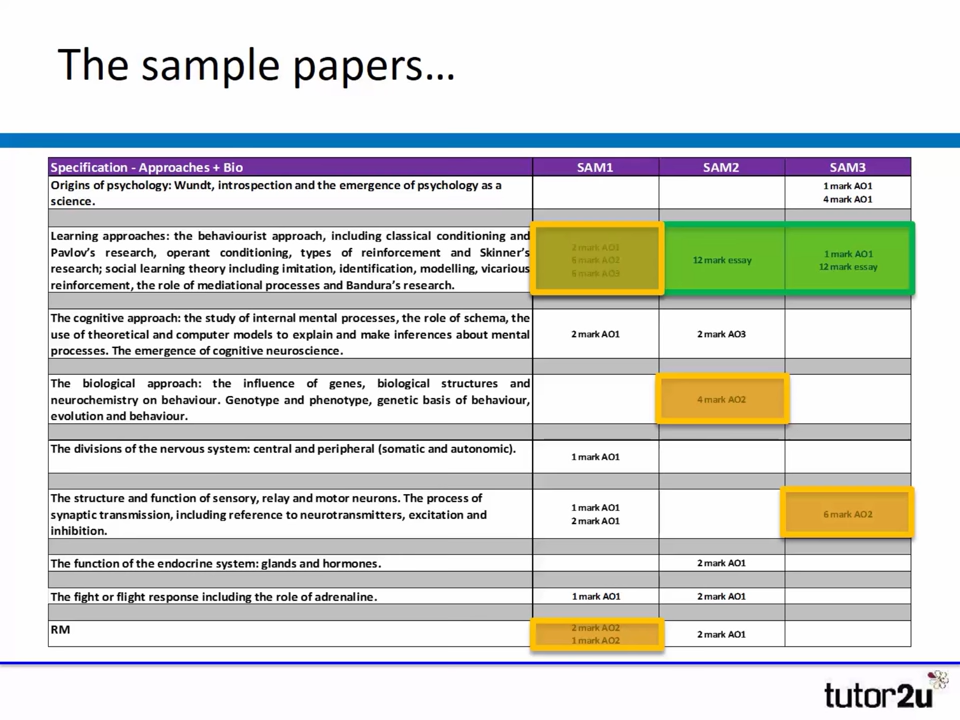 The sample papers...
Specification - Approaches + Bio SAM1 SAM2 SAM3
Origins of psychology: Wundt, introspection and the emergence of psychology as a
science.
1 mark AO1
4 mark AO1
Learning approaches: the behaviourist approach, including classical conditioning and
Pavlov's research, operant conditioning, types of reinforcement and Skinner's
research; social learning theory including imitation, identification, modelling, vicarious
reinforcement, the role of mediational processes and Bandura's research.
2 mark AO1
6 mark AO2
6 mark AO3
12 mark essay
1 mark AO1
12 mark essay
The cognitive approach: the study of internal mental processes, the role of schema, the
use of theoretical and computer models to explain and make inferences about mental
processes. The emergence of cognitive neuroscience.
2 mark AO1
2 mark AO3
The biological approach: the influence of genes, biological structures and
neurochemistry on behaviour. Genotype and phenotype, genetic basis of behaviour,
evolution and behaviour.
4 mark AO2
The divisions of the nervous system: central and peripheral (somatic and autonomic).
1 mark AO1
The structure and function of sensory, relay and motor neurons. The process of
synaptic transmission, including reference to neurotransmitters, excitation and
inhibition.
1 mark AO1
2 mark AO1
6 mark AO2
The function of the endocrine system: glands and hormones.
2 mark AO1
The fight or flight response including the role of adrenaline.
1 mark AO1
2 mark AO1
RM
2 mark AO2
1 mark AO2
2 mark AO1
tutor2u